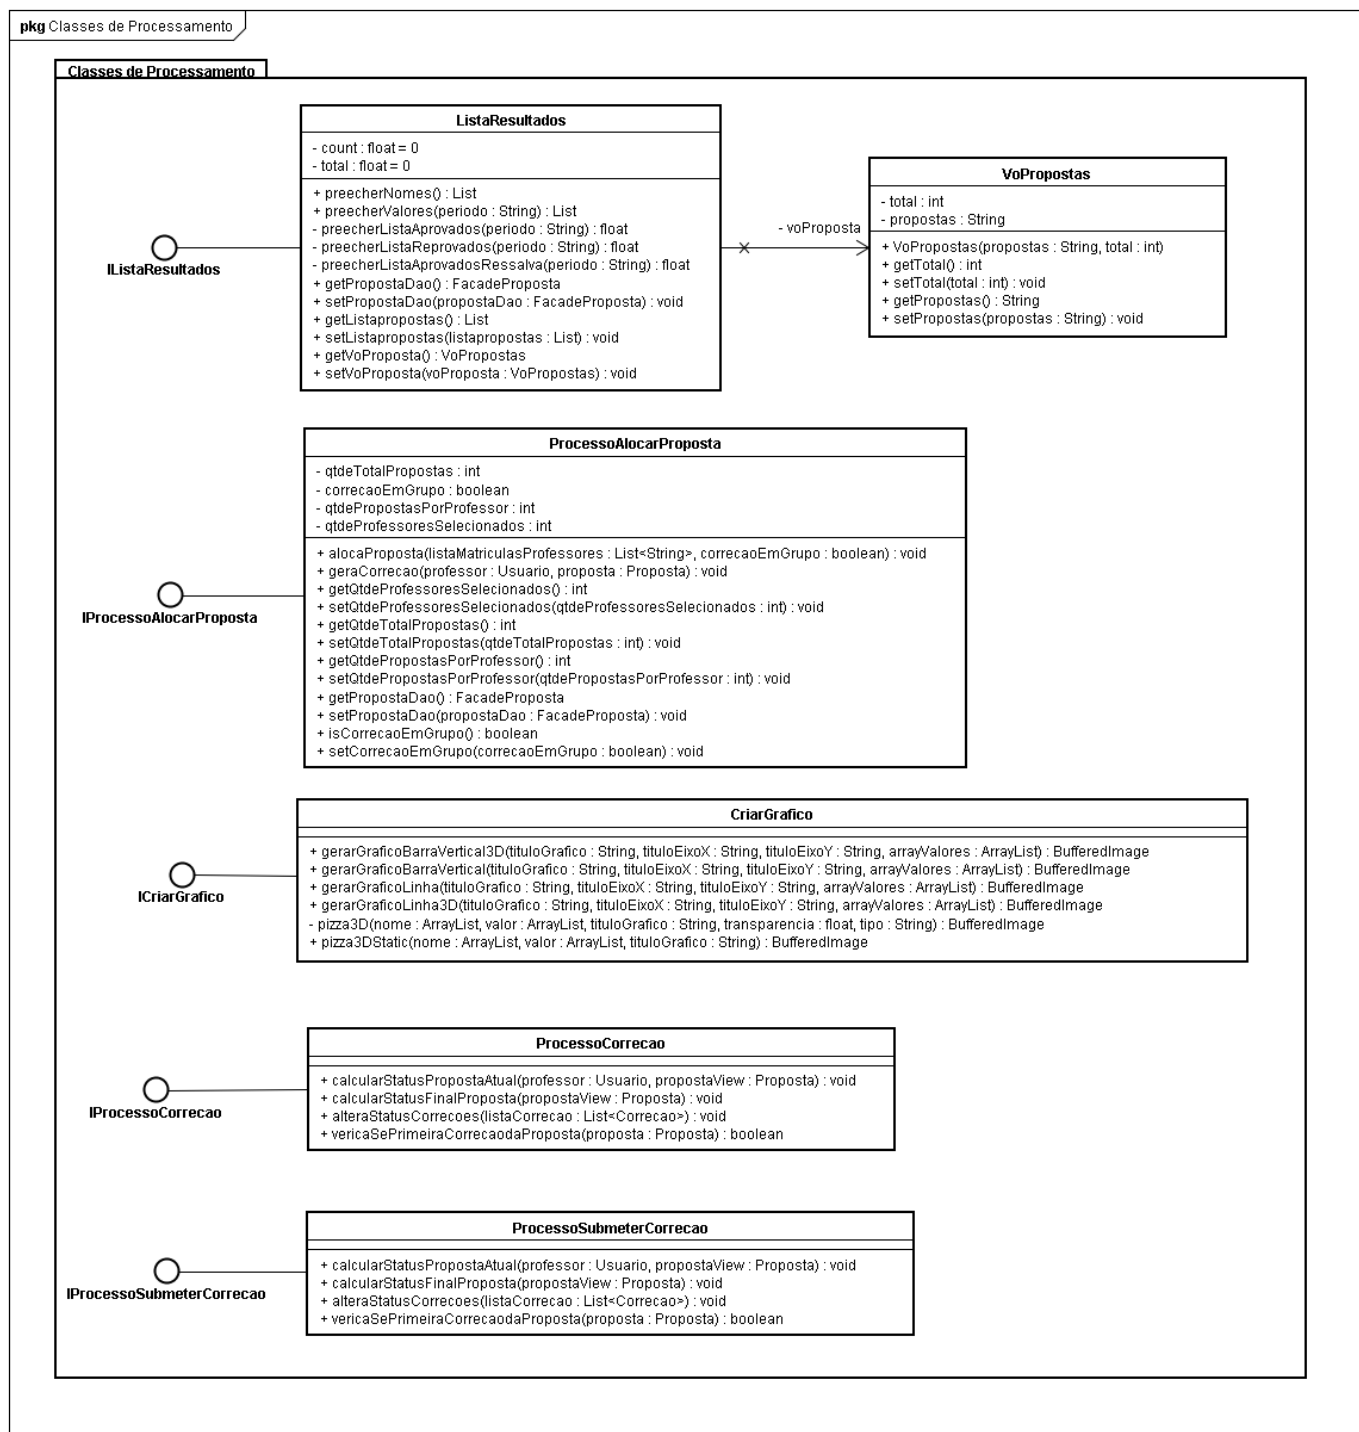 pkg Classes de Processamento
Classes de Processamento
ListaResultados
- count : float = 0
- total : float = 0
+ preecherNomes() : List
+ preecherValores(periodo : String) : List
- preecherListaAprovados(periodo : String) : float
- preecherListaReprovados(periodo : String) : float
- preecherListaAprovadosRessalva(periodo : String) : float
+ getPropostaDao() : FacadeProposta
+ setPropostaDao(propostaDao : FacadeProposta) : void
+ getListapropostas() : List
+ setListapropostas(listapropostas : List) : void
+ getVoProposta() : VoPropostas
+ setVoProposta(voProposta : VoPropostas) : void
IListaResultados
- voProposta
VoPropostas
- total : int
- propostas : String
+ VoPropostas(propostas : String, total : int)
+ getTotal() : int
+ setTotal(total : int) : void
+ getPropostas() : String
+ setPropostas(propostas : String) : void
ProcessoAlocarProposta
- qtdeTotalPropostas : int
- correcaoEmGrupo : boolean
- qtdePropostasPorProfessor : int
- qtdeProfessoresSelecionados : int
+ alocaProposta(listaMatriculasProfessores : List<String>, correcaoEmGrupo : boolean) : void
+ geraCorrecao(professor : Usuario, proposta : Proposta) : void
+ getQtdeProfessoresSelecionados() : int
+ setQtdeProfessoresSelecionados(qtdeProfessoresSelecionados : int) : void
+ getQtdeTotalPropostas() : int
+ setQtdeTotalPropostas(qtdeTotalPropostas : int) : void
+ getQtdePropostasPorProfessor() : int
+ setQtdePropostasPorProfessor(qtdePropostasPorProfessor : int) : void
+ getPropostaDao() : FacadeProposta
+ setPropostaDao(propostaDao : FacadeProposta) : void
+ isCorrecaoEmGrupo() : boolean
+ setCorrecaoEmGrupo(correcaoEmGrupo : boolean) : void
IProcessoAlocarProposta
CriarGrafico
+ gerarGraficoBarraVertical3D(tituloGrafico : String, tituloEixoX : String, tituloEixoY : String, arrayValores : ArrayList) : BufferedImage
+ gerarGraficoBarraVertical(tituloGrafico : String, tituloEixoX : String, tituloEixoY : String, arrayValores : ArrayList) : BufferedImage
+ gerarGraficoLinha(tituloGrafico : String, tituloEixoX : String, tituloEixoY : String, arrayValores : ArrayList) : BufferedImage
+ gerarGraficoLinha3D(tituloGrafico : String, tituloEixoX : String, tituloEixoY : String, arrayValores : ArrayList) : BufferedImage
- pizza3D(nome : ArrayList, valor : ArrayList, tituloGrafico : String, transparencia : float, tipo : String) : BufferedImage
+ pizza3DStatic(nome : ArrayList, valor : ArrayList, tituloGrafico : String) : BufferedImage
ICriarGrafico
ProcessoCorrecao
+ calcularStatusPropostaAtual(professor : Usuario, propostaView : Proposta) : void
+ calcularStatusFinalProposta(propostaView : Proposta) : void
+ alteraStatusCorrecoes(listaCorrecao : List<Correcao>) : void
+ vericaSePrimeiraCorrecaodaProposta(proposta : Proposta) : boolean
IProcessoCorrecao
ProcessoSubmeterCorrecao
+ calcularStatusPropostaAtual(professor : Usuario, propostaView : Proposta) : void
+ calcularStatusFinalProposta(propostaView : Proposta) : void
+ alteraStatusCorrecoes(listaCorrecao : List<Correcao>) : void
+ vericaSePrimeiraCorrecaodaProposta(proposta : Proposta) : boolean
IProcessoSubmeterCorrecao